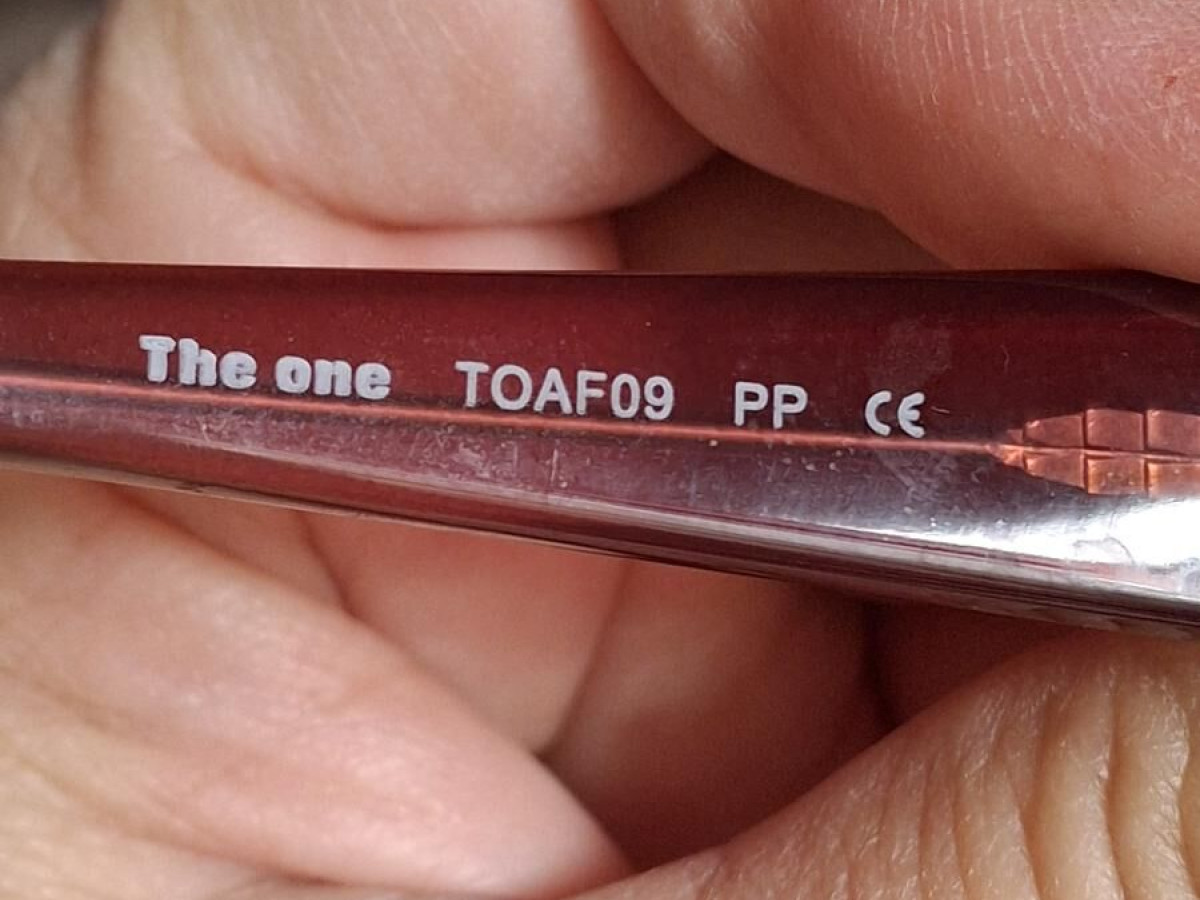 The one TOAF09 PP CE